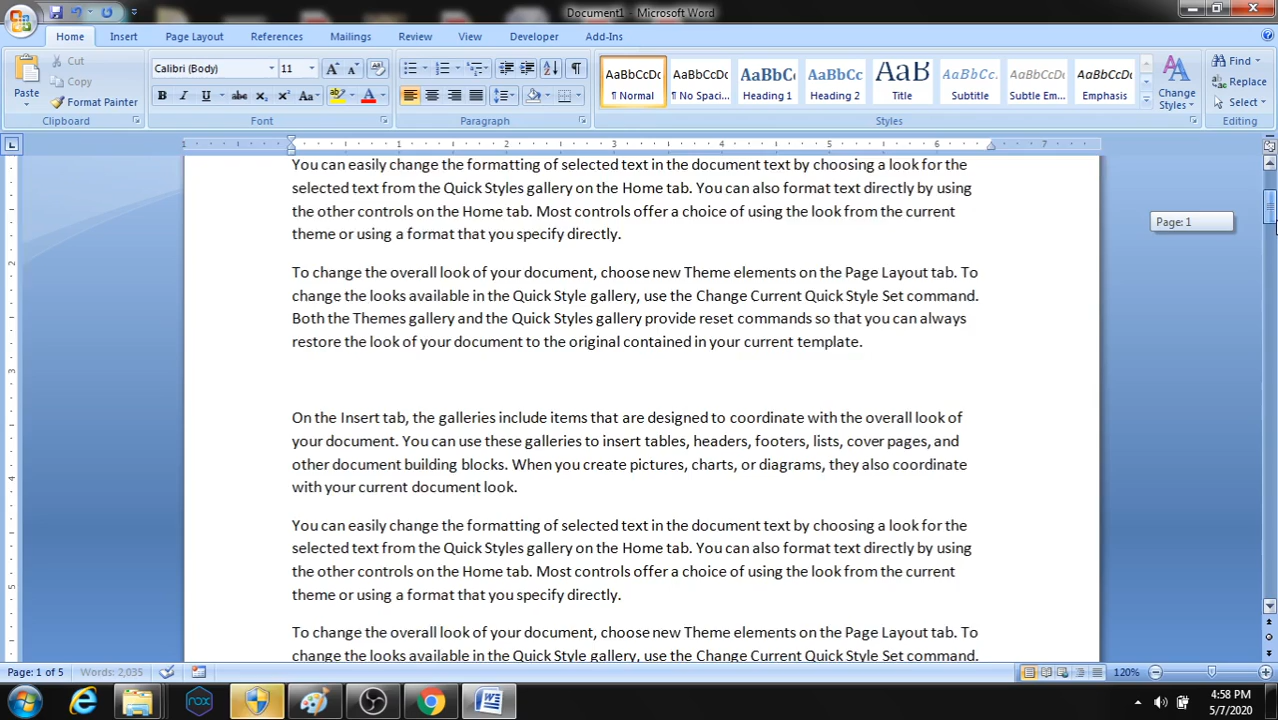 Document1 - Microsoft Word
Home Insert Page Layout References Mailings Review View Developer Add-Ins
Paste Cut Copy Format Painter
Clipboard
Calibri (Body) 11
Font
Paragraph
AaBbCcDc AaBbCcDc AaBbC AaBbCc AaB AaBbCc. AaBbCcDc AaBbCcDc
¶ Normal ¶ No Spaci... Heading 1 Heading 2 Title Subtitle Subtle Em... Emphasis
Change Styles
Styles
Find Replace Select
Editing
1 1 2 3 4 5 6 7
You can easily change the formatting of selected text in the document text by choosing a look for the
selected text from the Quick Styles gallery on the Home tab. You can also format text directly by using
the other controls on the Home tab. Most controls offer a choice of using the look from the current
theme or using a format that you specify directly.
To change the overall look of your document, choose new Theme elements on the Page Layout tab. To
change the looks available in the Quick Style gallery, use the Change Current Quick Style Set command.
Both the Themes gallery and the Quick Styles gallery provide reset commands so that you can always
restore the look of your document to the original contained in your current template.
On the Insert tab, the galleries include items that are designed to coordinate with the overall look of
your document. You can use these galleries to insert tables, headers, footers, lists, cover pages, and
other document building blocks. When you create pictures, charts, or diagrams, they also coordinate
with your current document look.
You can easily change the formatting of selected text in the document text by choosing a look for the
selected text from the Quick Styles gallery on the Home tab. You can also format text directly by using
the other controls on the Home tab. Most controls offer a choice of using the look from the current
theme or using a format that you specify directly.
To change the overall look of your document, choose new Theme elements on the Page Layout tab. To
change the looks available in the Quick Style gallery, use the Change Current Quick Style Set command.
Page: 1
2
3
4
5
Page: 1 of 5 Words: 2,035 120%
nox
4:58 PM
5/7/2020